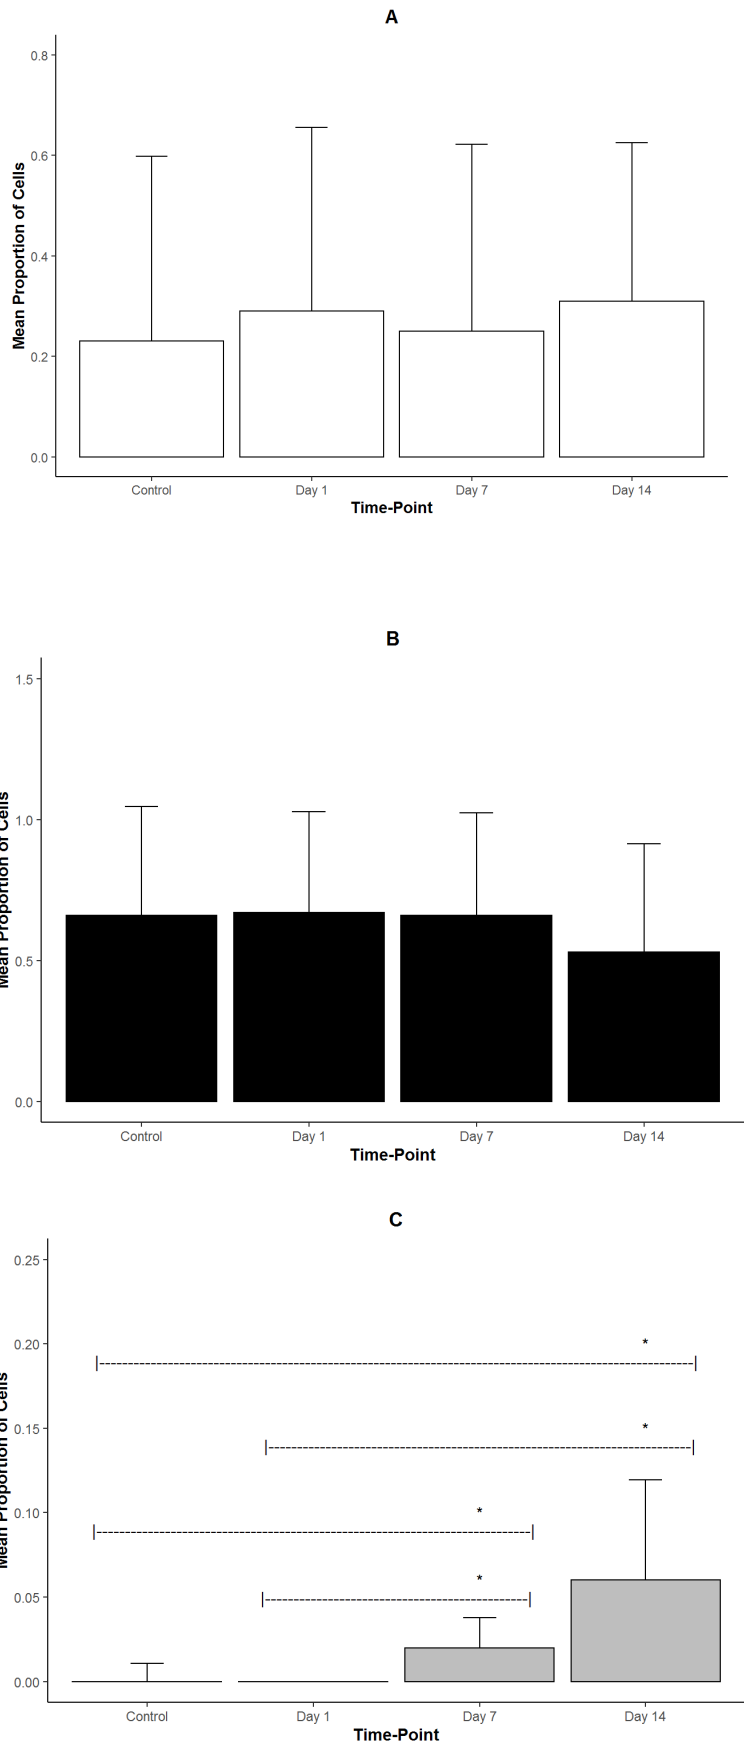 A
0.8
0.6
0.4
0.2
0.0
Mean Proportion of Cells
Control Day 1 Day 7 Day 14
Time-Point
B
1.5
1.0
0.5
0.0
Mean Proportion of Cells
Control Day 1 Day 7 Day 14
Time-Point
C
0.25
0.20
0.15
0.10
0.05
0.00
Mean Proportion of Cells
*
|--------------------------------------------------|
*
|--------------------------------------------------|
*
|--------------------------------------------------|
*
|--------------------------------------------------|
Control Day 1 Day 7 Day 14
Time-Point